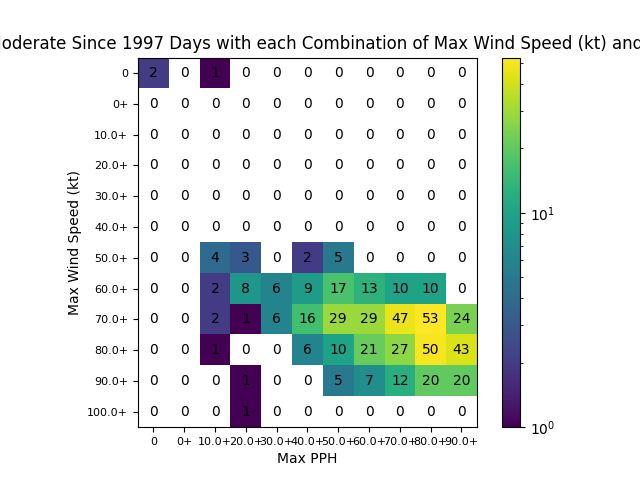 Moderate Since 1997 Days with each Combination of Max Wind Speed (kt) and
0 2 0 1 0 0 0 0 0 0 0 0
0+ 0 0 0 0 0 0 0 0 0 0 0
10.0+ 0 0 0 0 0 0 0 0 0 0 0
20.0+ 0 0 0 0 0 0 0 0 0 0 0
30.0+ 0 0 0 0 0 0 0 0 0 0 0
40.0+ 0 0 0 0 0 0 0 0 0 0 0
50.0+ 0 0 4 3 0 2 5 0 0 0 0
60.0+ 0 0 2 8 6 9 17 13 10 10 0
70.0+ 0 0 2 1 6 16 29 29 47 53 24
80.0+ 0 0 1 0 0 6 10 21 27 50 43
90.0+ 0 0 0 1 0 0 5 7 12 20 20
100.0+ 0 0 0 1 0 0 0 0 0 0 0
0 0+ 10.0+ 20.0+ 30.0+ 40.0+ 50.0+ 60.0+ 70.0+ 80.0+ 90.0+
Max PPH
Max Wind Speed (kt)
10¹
10⁰